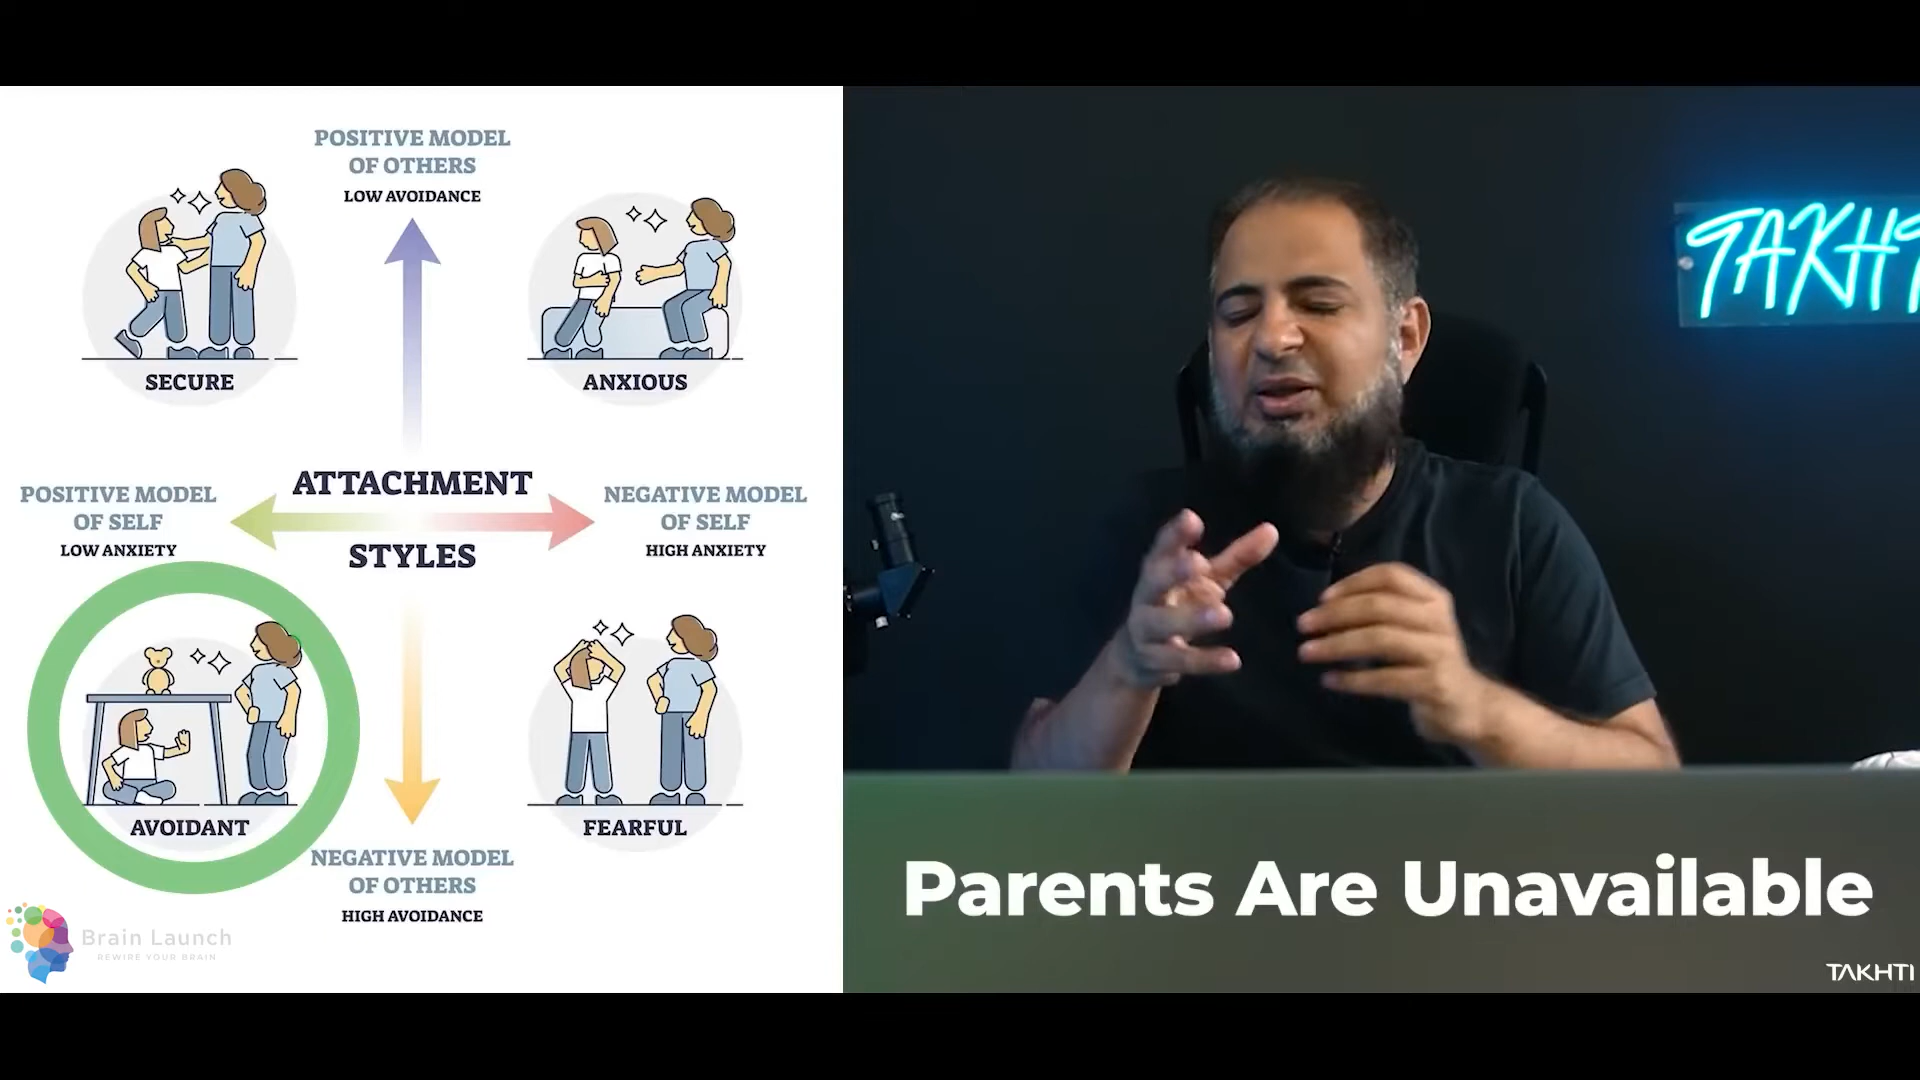 POSITIVE MODEL
OF OTHERS
LOW AVOIDANCE
SECURE
ANXIOUS
ATTACHMENT
STYLES
POSITIVE MODEL
OF SELF
LOW ANXIETY
NEGATIVE MODEL
OF SELF
HIGH ANXIETY
AVOIDANT
FEARFUL
NEGATIVE MODEL
OF OTHERS
HIGH AVOIDANCE
Brain Launch
REWIRE YOUR BRAIN
TAKHT
Parents Are Unavailable
TAKHTI